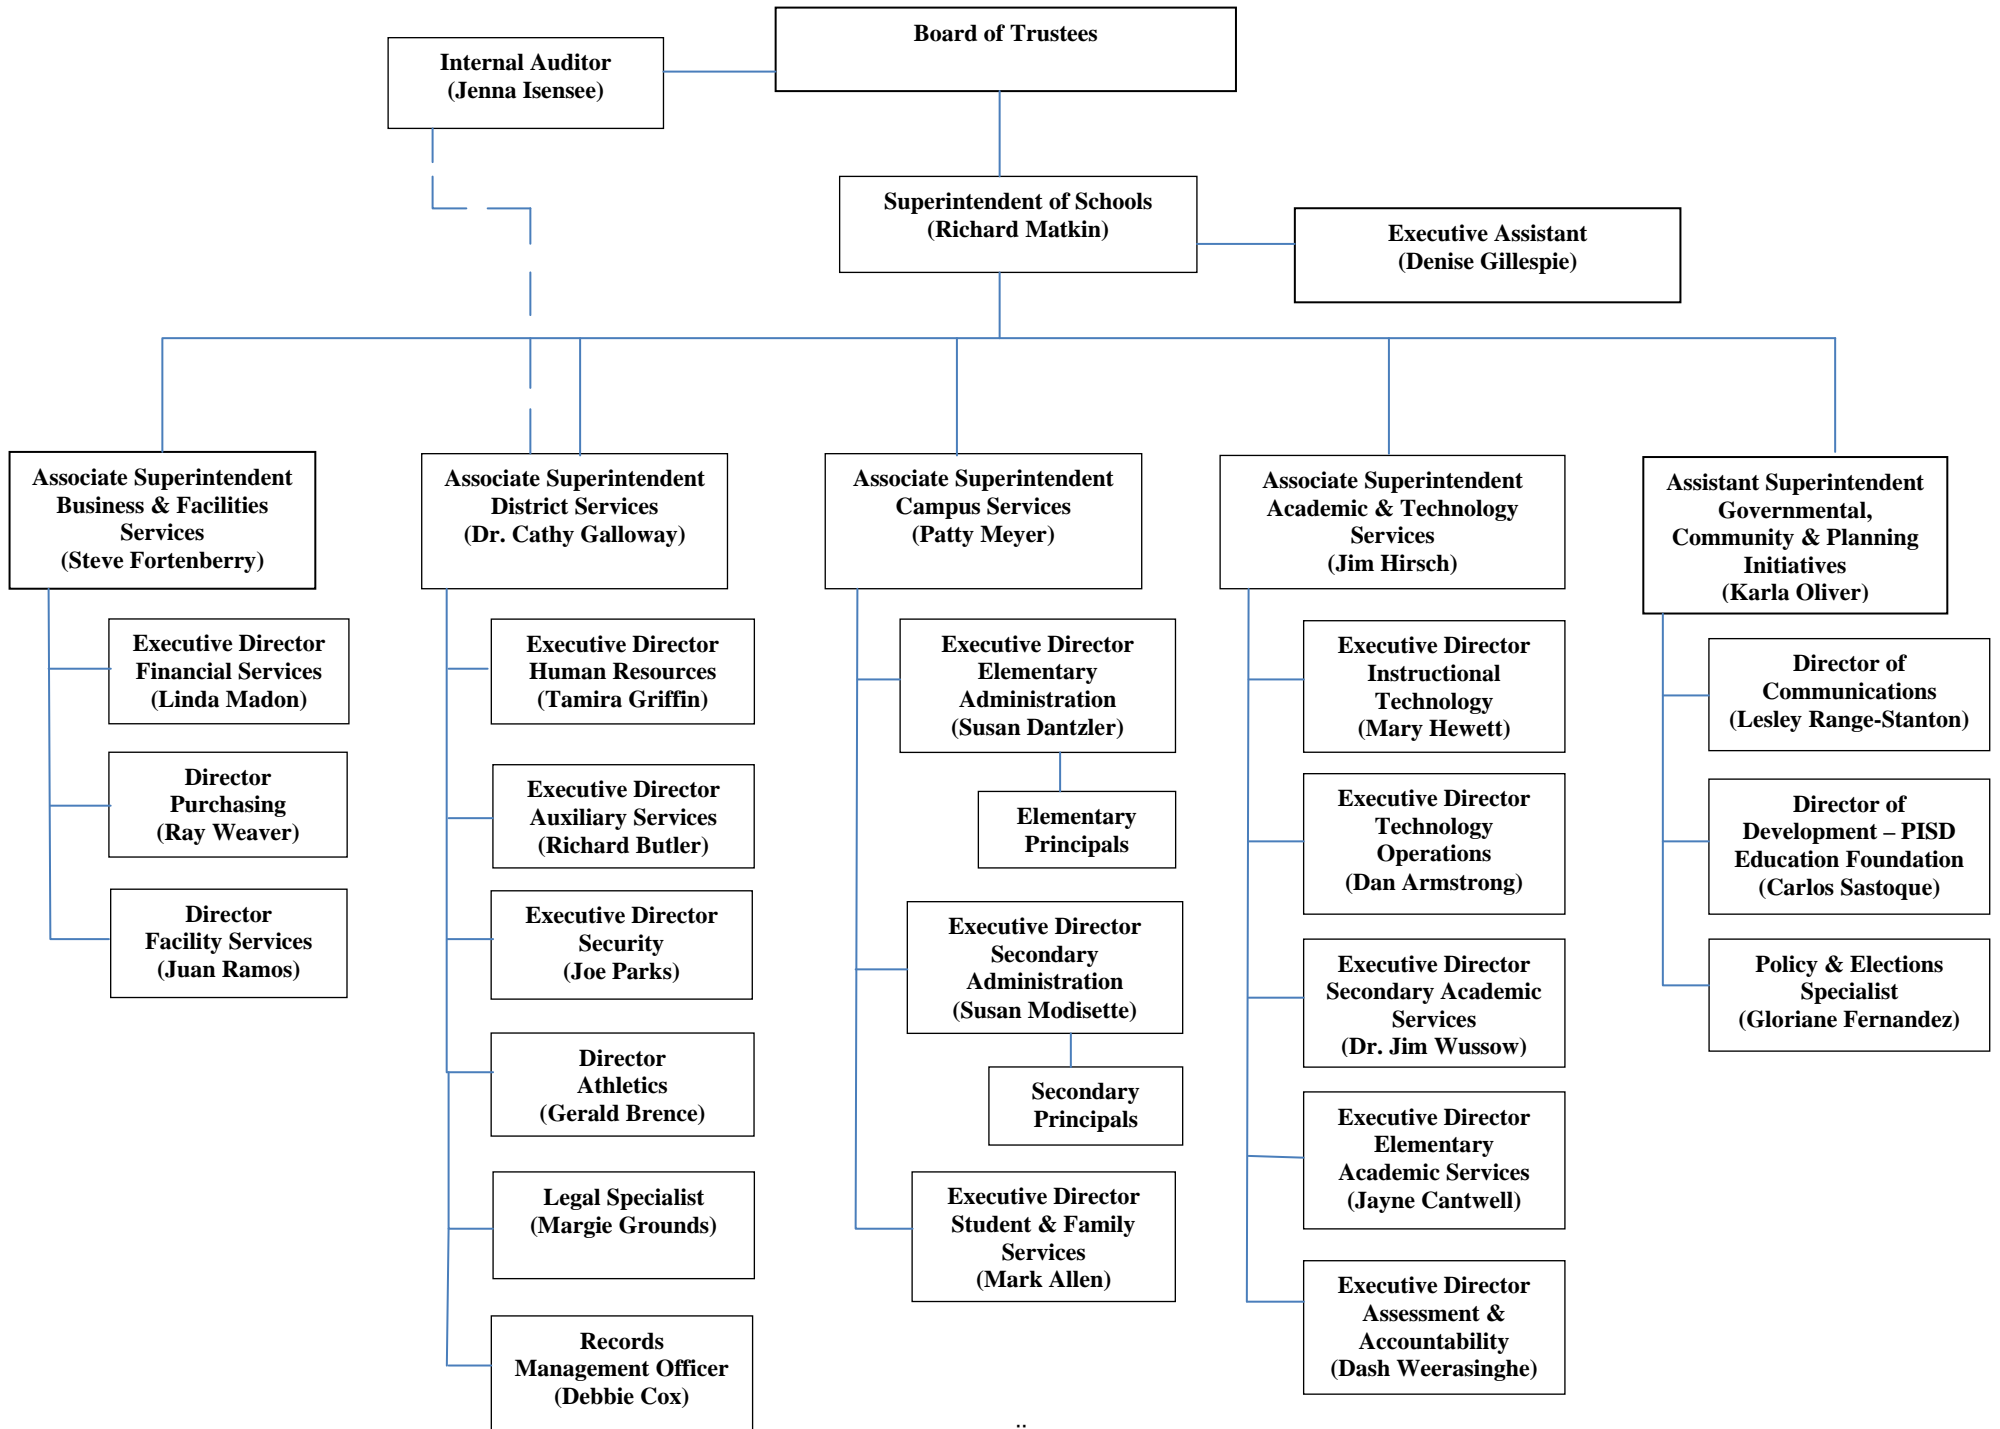 Board of Trustees
Internal Auditor
(Jenna Isensee)
Superintendent of Schools
(Richard Matkin)
Executive Assistant
(Denise Gillespie)
Associate Superintendent
Business & Facilities
Services
(Steve Fortenberry)
Executive Director
Financial Services
(Linda Madon)
Director
Purchasing
(Ray Weaver)
Director
Facility Services
(Juan Ramos)
Associate Superintendent
District Services
(Dr. Cathy Galloway)
Executive Director
Human Resources
(Tamira Griffin)
Executive Director
Auxiliary Services
(Richard Butler)
Executive Director
Security
(Joe Parks)
Director
Athletics
(Gerald Brence)
Legal Specialist
(Margie Grounds)
Records
Management Officer
(Debbie Cox)
Associate Superintendent
Campus Services
(Patty Meyer)
Executive Director
Elementary
Administration
(Susan Dantzler)
Elementary
Principals
Executive Director
Secondary
Administration
(Susan Modisette)
Secondary
Principals
Executive Director
Student & Family
Services
(Mark Allen)
..
Associate Superintendent
Academic & Technology
Services
(Jim Hirsch)
Executive Director
Instructional
Technology
(Mary Hewett)
Executive Director
Technology
Operations
(Dan Armstrong)
Executive Director
Secondary Academic
Services
(Dr. Jim Wussow)
Executive Director
Elementary
Academic Services
(Jayne Cantwell)
Executive Director
Assessment &
Accountability
(Dash Weerasinghe)
Assistant Superintendent
Governmental,
Community & Planning
Initiatives
(Karla Oliver)
Director of
Communications
(Lesley Range-Stanton)
Director of
Development – PISD
Education Foundation
(Carlos Sastoque)
Policy & Elections
Specialist
(Gloriane Fernandez)